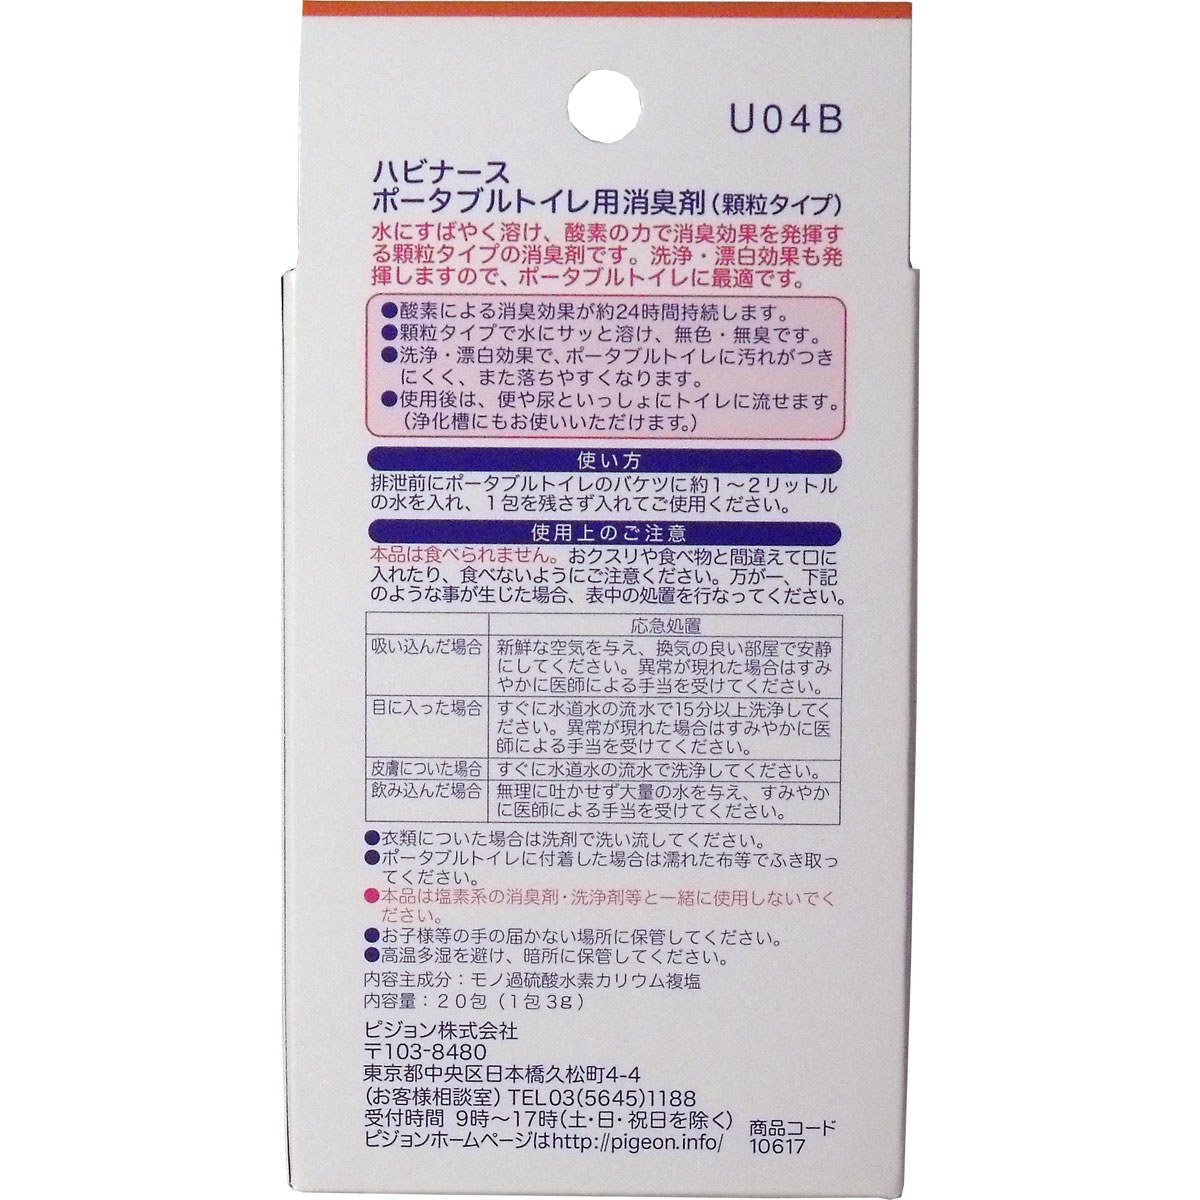 U04B
ハビナース
ポータブルトイレ用消臭剤(顆粒タイプ)
水にすばやく溶け、酸素の力で消臭効果を発揮す
る顆粒タイプの消臭剤です。洗浄・漂白効果も発
揮しますので、ポータブルトイレに最適です。
●酸素による消臭効果が約24時間持続します。
●顆粒タイプで水にサッと溶け、無色・無臭です。
●洗浄・漂白効果で、ポータブルトイレに汚れがつき
にくく、また落ちやすくなります。
●使用後は、便や尿といっしょにトイレに流せます。
(浄化槽にもお使いいただけます。)
使い方
排泄前にポータブルトイレのバケツに約1〜2リットル
の水を入れ、1包を残さず入れてご使用ください。
使用上のご注意
本品は食べられません。おクスリや食べ物と間違えて口に
入れたり、食べないようにご注意ください。万が一、下記
のような事が生じた場合、表中の処置を行なってください。
応急処置
吸い込んだ場合 新鮮な空気を与え、換気の良い部屋で安静
にしてください。異常が現れた場合はすみ
やかに医師による手当を受けてください。
目に入った場合 すぐに水道水の流水で15分以上洗浄してく
ださい。異常が現れた場合はすみやかに医
師による手当を受けてください。
皮膚についた場合 すぐに水道水の流水で洗浄してください。
飲み込んだ場合 無理に吐かせず大量の水を与え、すみやか
に医師による手当を受けてください。
●衣類についた場合は洗剤で洗い流してください。
●ポータブルトイレに付着した場合は濡れた布等でふき取っ
てください。
●本品は塩素系の消臭剤・洗浄剤等と一緒に使用しないでく
ださい。
●お子様等の手の届かない場所に保管してください。
●高温多湿を避け、暗所に保管してください。
内容主成分：モノ過硫酸水素カリウム複塩
内容量：20包(1包3g)
ピジョン株式会社
〒103-8480
東京都中央区日本橋久松町4-4
(お客様相談室)TEL03(5645)1188
受付時間 9時〜17時(土・日・祝日を除く)
ピジョンホームページはhttp://pigeon.info/
商品コード
10617